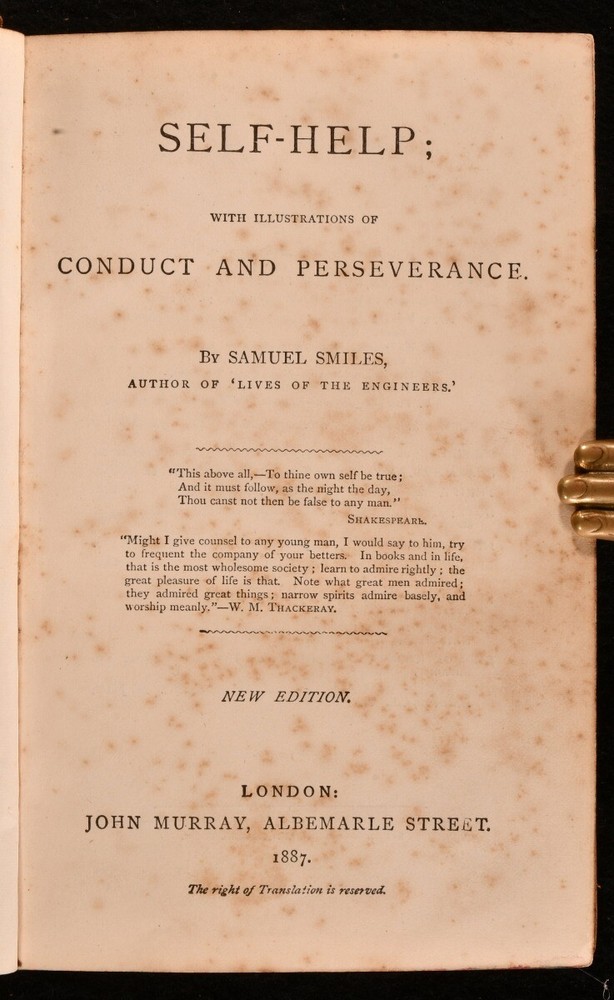 SELF-HELP;
WITH ILLUSTRATIONS OF
CONDUCT AND PERSEVERANCE.
By SAMUEL SMILES,
AUTHOR OF ‘LIVES OF THE ENGINEERS.’
“This above all,—To thine own self be true;
And it must follow, as the night the day,
Thou canst not then be false to any man.”
SHAKESPEARE.
“Might I give counsel to any young man, I would say to him, try
to frequent the company of your betters. In books and in life,
that is the most wholesome society; learn to admire rightly; the
great pleasure of life is that. Note what great men admired;
they admired great things; narrow spirits admire basely, and
worship meanly.”—W. M. THACKERAY.
NEW EDITION.
LONDON:
JOHN MURRAY, ALBEMARLE STREET.
1887.
The right of Translation is reserved.